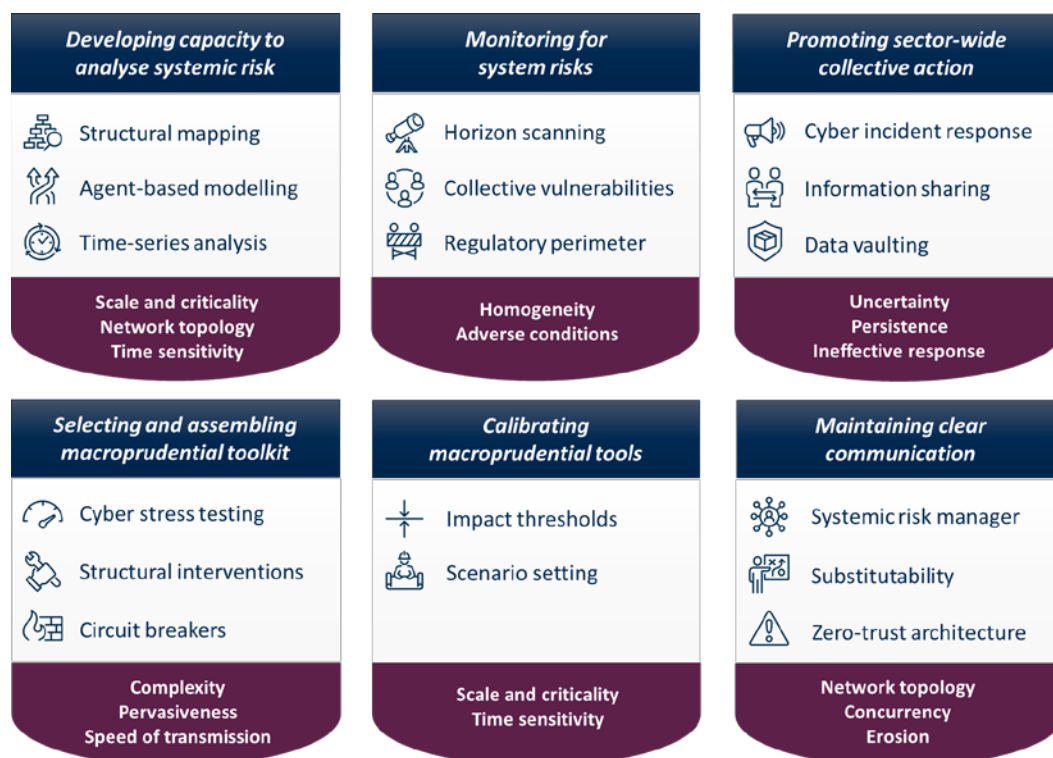 Developing capacity to
analyse systemic risk
Structural mapping
Agent-based modelling
Time-series analysis
Scale and criticality
Network topology
Time sensitivity
Monitoring for
system risks
Horizon scanning
Collective vulnerabilities
Regulatory perimeter
Homogeneity
Adverse conditions
Promoting sector-wide
collective action
Cyber incident response
Information sharing
Data vaulting
Uncertainty
Persistence
Ineffective response
Selecting and assembling
macroprudential toolkit
Cyber stress testing
Structural interventions
Circuit breakers
Complexity
Pervasiveness
Speed of transmission
Calibrating
macroprudential tools
Impact thresholds
Scenario setting
Scale and criticality
Time sensitivity
Maintaining clear
communication
Systemic risk manager
Substitutability
Zero-trust architecture
Network topology
Concurrency
Erosion